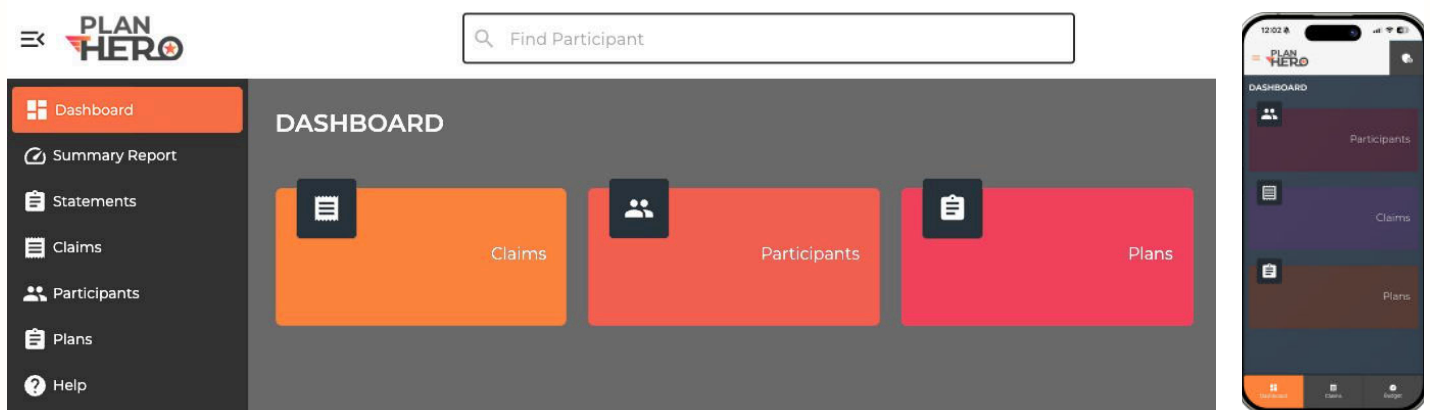 PLAN
HERO
Find Participant
Dashboard
Summary Report
Statements
Claims
Participants
Plans
Help
DASHBOARD
Claims
Participants
Plans
12:02
PLAN
HERO
DASHBOARD
Participants
Claims
Plans
Dashboard
Claims
Budget